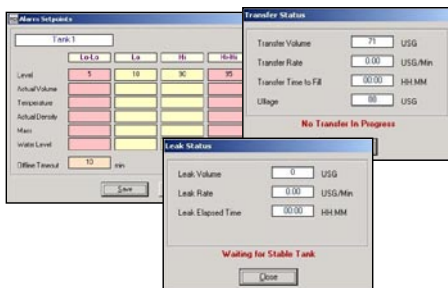 Alarm Setpoints
Tank 1
Lo-Lo Lo Hi Hi-Hi
Level 5 10 90 95
Actual Volume
Temperature
Actual Density
Mass
Water Level
Offline Timeout 10 min
Save
Transfer Status
Transfer Volume 71 USG
Transfer Rate 0.00 USG/Min
Transfer Time to Fill 00:00 HH:MM
Ullage 88 USG
No Transfer In Progress
Leak Status
Leak Volume 0 USG
Leak Rate 0.00 USG/Min
Leak Elapsed Time 00:00 HH:MM
Waiting for Stable Tank
Close